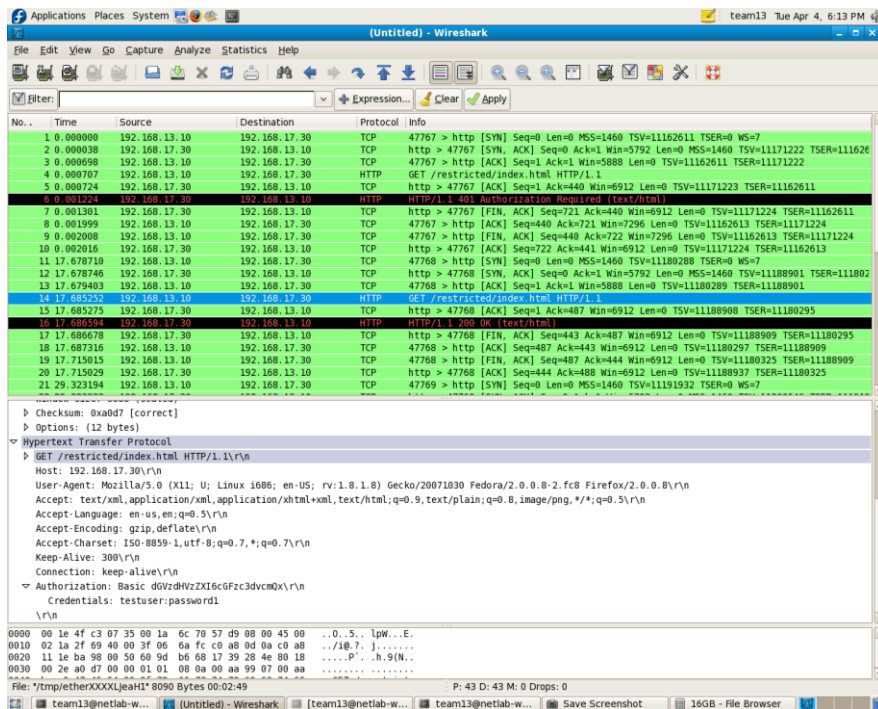 Applications Places System team13 Tue Apr 4, 6:13 PM
(Untitled) - Wireshark
File Edit View Go Capture Analyze Statistics Help
Filter: Expression... Clear Apply
No. . Time Source Destination Protocol Info
1 0.000000 192.168.13.10 192.168.17.30 TCP 47767 > http [SYN] Seq=0 Len=0 MSS=1460 TSV=11162611 TSER=0 WS=7
2 0.000038 192.168.17.30 192.168.13.10 TCP http > 47767 [SYN, ACK] Seq=0 Ack=1 Win=5792 Len=0 MSS=1460 TSV=11171222 TSER=111626
3 0.000698 192.168.13.10 192.168.17.30 TCP 47767 > http [ACK] Seq=1 Ack=1 Win=5888 Len=0 TSV=11162611 TSER=11171222
4 0.000707 192.168.13.10 192.168.17.30 HTTP GET /restricted/index.html HTTP/1.1
5 0.000724 192.168.17.30 192.168.13.10 TCP http > 47767 [ACK] Seq=1 Ack=440 Win=6912 Len=0 TSV=11171223 TSER=11162611
6 0.001224 192.168.17.30 192.168.13.10 HTTP HTTP/1.1 401 Authorization Required (text/html)
7 0.001301 192.168.17.30 192.168.13.10 TCP http > 47767 [FIN, ACK] Seq=721 Ack=440 Win=6912 Len=0 TSV=11171224 TSER=11162611
8 0.001999 192.168.13.10 192.168.17.30 TCP 47767 > http [ACK] Seq=440 Ack=721 Win=7296 Len=0 TSV=11162613 TSER=11171224
9 0.002008 192.168.13.10 192.168.17.30 TCP 47767 > http [FIN, ACK] Seq=440 Ack=722 Win=7296 Len=0 TSV=11162613 TSER=11171224
10 0.002016 192.168.17.30 192.168.13.10 TCP http > 47767 [ACK] Seq=722 Ack=441 Win=6912 Len=0 TSV=11171224 TSER=11162613
11 17.678710 192.168.13.10 192.168.17.30 TCP 47768 > http [SYN] Seq=0 Len=0 MSS=1460 TSV=11180288 TSER=0 WS=7
12 17.678746 192.168.17.30 192.168.13.10 TCP http > 47768 [SYN, ACK] Seq=0 Ack=1 Win=5792 Len=0 MSS=1460 TSV=11188901 TSER=111802
13 17.679403 192.168.13.10 192.168.17.30 TCP 47768 > http [ACK] Seq=1 Ack=1 Win=5888 Len=0 TSV=11180289 TSER=11188901
14 17.685252 192.168.13.10 192.168.17.30 HTTP GET /restricted/index.html HTTP/1.1
15 17.685275 192.168.17.30 192.168.13.10 TCP http > 47768 [ACK] Seq=1 Ack=487 Win=6912 Len=0 TSV=11188908 TSER=11180295
16 17.686594 192.168.17.30 192.168.13.10 HTTP HTTP/1.1 200 OK (text/html)
17 17.686678 192.168.17.30 192.168.13.10 TCP http > 47768 [FIN, ACK] Seq=443 Ack=487 Win=6912 Len=0 TSV=11188909 TSER=11180295
18 17.687316 192.168.13.10 192.168.17.30 TCP 47768 > http [ACK] Seq=487 Ack=443 Win=6912 Len=0 TSV=11180297 TSER=11188909
19 17.715015 192.168.13.10 192.168.17.30 TCP 47768 > http [FIN, ACK] Seq=487 Ack=444 Win=6912 Len=0 TSV=11180325 TSER=11188909
20 17.715029 192.168.17.30 192.168.13.10 TCP http > 47768 [ACK] Seq=444 Ack=488 Win=6912 Len=0 TSV=11188937 TSER=11180325
21 29.323194 192.168.13.10 192.168.17.30 TCP 47769 > http [SYN] Seq=0 Len=0 MSS=1460 TSV=11191932 TSER=0 WS=7
Checksum: 0xa0d7 [correct]
Options: (12 bytes)
Hypertext Transfer Protocol
GET /restricted/index.html HTTP/1.1\r\n
Host: 192.168.17.30\r\n
User-Agent: Mozilla/5.0 (X11; U; Linux i686; en-US; rv:1.8.1.8) Gecko/20071030 Fedora/2.0.0.8-2.fc8 Firefox/2.0.0.8\r\n
Accept: text/xml,application/xml,application/xhtml+xml,text/html;q=0.9,text/plain;q=0.8,image/png,*/*;q=0.5\r\n
Accept-Language: en-us,en;q=0.5\r\n
Accept-Encoding: gzip,deflate\r\n
Accept-Charset: ISO-8859-1,utf-8;q=0.7,*;q=0.7\r\n
Keep-Alive: 300\r\n
Connection: keep-alive\r\n
Authorization: Basic dGVzdHVzZXI6cGFzc3dvcmQx\r\n
Credentials: testuser:password1
\r\n
0000 00 1e 4f c3 07 35 00 1a 6c 70 57 d9 08 00 45 00 ..O..5.. lpW...E.
0010 02 1a 2f 69 40 00 3f 06 6a fc c0 a8 0d 0a c0 a8 ../i@.?. j.......
0020 11 1e ba 98 00 50 60 9d b6 68 17 39 28 4e 80 18 .....P`. .h.9(N..
0030 00 2e a0 d7 00 00 01 01 08 0a 00 aa 99 07 00 aa ........ ........
File: "/tmp/etherXXXXLJeaH1" 8090 Bytes 00:02:49 P: 43 D: 43 M: 0 Drops: 0
team13@netlab-w... (Untitled) - Wireshark [team13@netlab-w... team13@netlab-w... Save Screenshot 16GB - File Browser